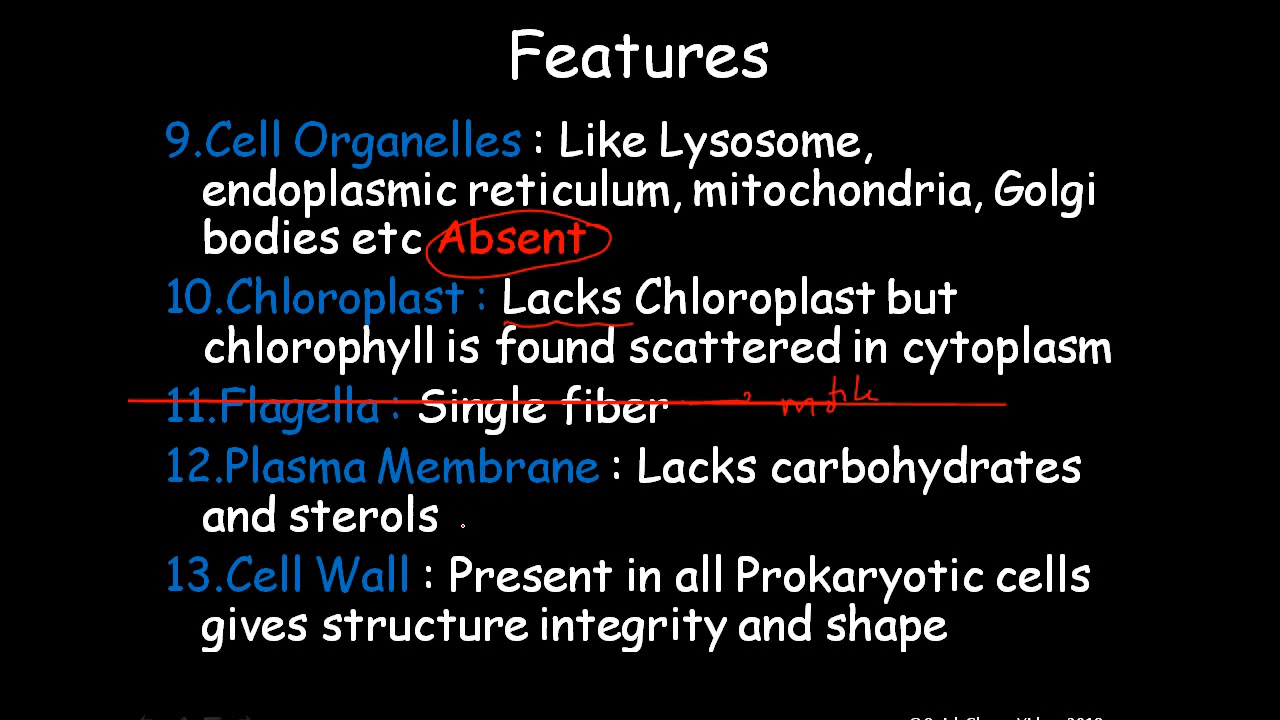 Features
9.Cell Organelles : Like Lysosome,
endoplasmic reticulum, mitochondria, Golgi
bodies etc Absent
10.Chloroplast : Lacks Chloroplast but
chlorophyll is found scattered in cytoplasm
11.Flagella : Single fiber
12.Plasma Membrane : Lacks carbohydrates
and sterols
13.Cell Wall : Present in all Prokaryotic cells
gives structure integrity and shape